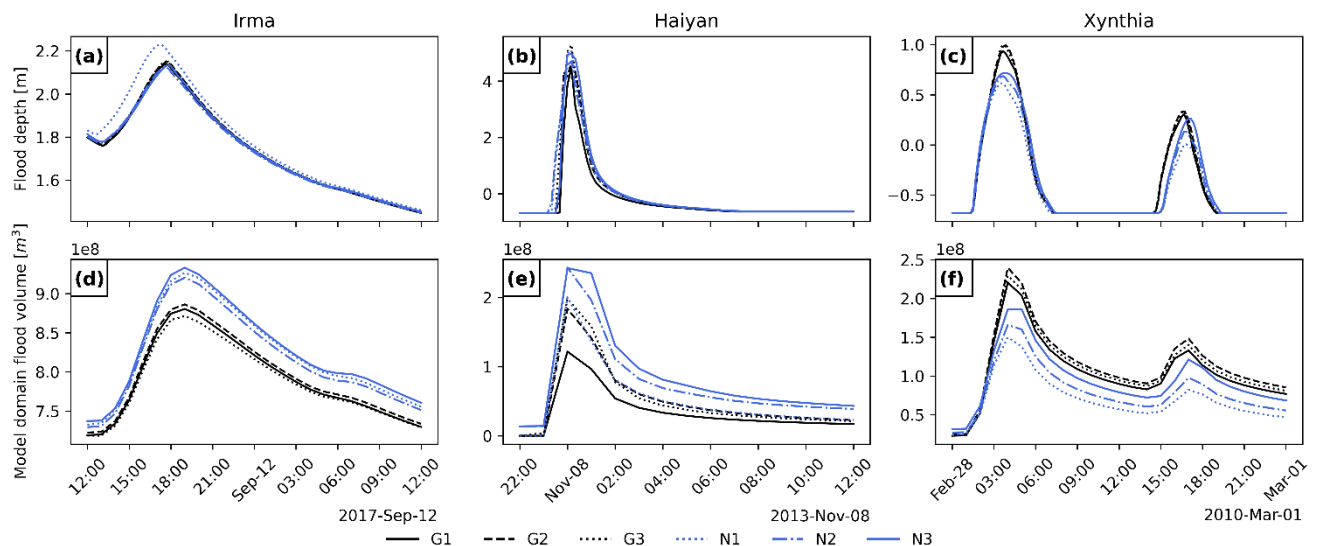 Irma Haiyan Xynthia
(a) (b) (c)
Flood depth [m]
2.2
2.0
1.8
1.6
4
2
0
1.0
0.5
0.0
−0.5
(d) (e) (f)
Model domain flood volume [m³]
1e8 1e8 1e8
9.0
8.5
8.0
7.5
2
1
0
2.5
2.0
1.5
1.0
0.5
12:00 15:00 18:00 21:00 Sep-12 03:00 06:00 09:00 12:00
22:00 Nov-08 02:00 04:00 06:00 08:00 10:00 12:00
Feb-28 03:00 06:00 09:00 12:00 15:00 18:00 21:00 Mar-01
2017-Sep-12 2013-Nov-08 2010-Mar-01
G1 G2 G3 N1 N2 N3